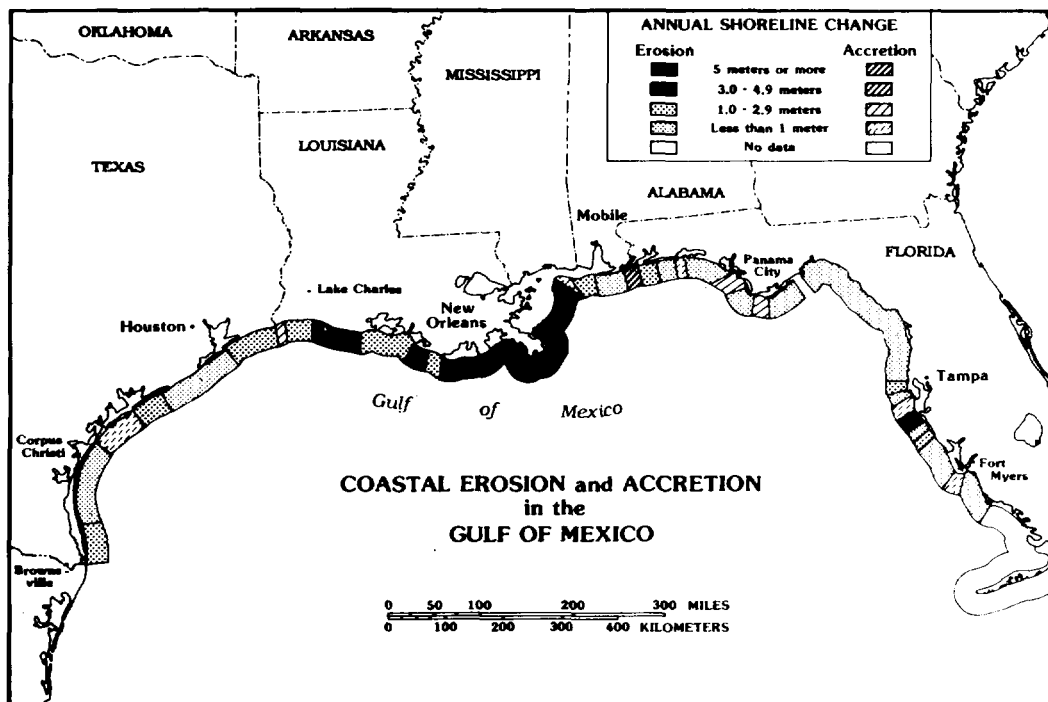 OKLAHOMA
ARKANSAS
MISSISSIPPI
TEXAS
LOUISIANA
ALABAMA
FLORIDA
ANNUAL SHORELINE CHANGE
Erosion Accretion
5 meters or more
3.0 - 4.9 meters
1.0 - 2.9 meters
Less than 1 meter
No data
Mobile
Panama
City
Lake Charles
New
Orleans
Houston
Tampa
Corpus
Christi
Fort
Myers
Browns-
ville
Gulf of Mexico
COASTAL EROSION and ACCRETION
in the
GULF OF MEXICO
0 50 100 200 300 MILES
0 100 200 300 400 KILOMETERS